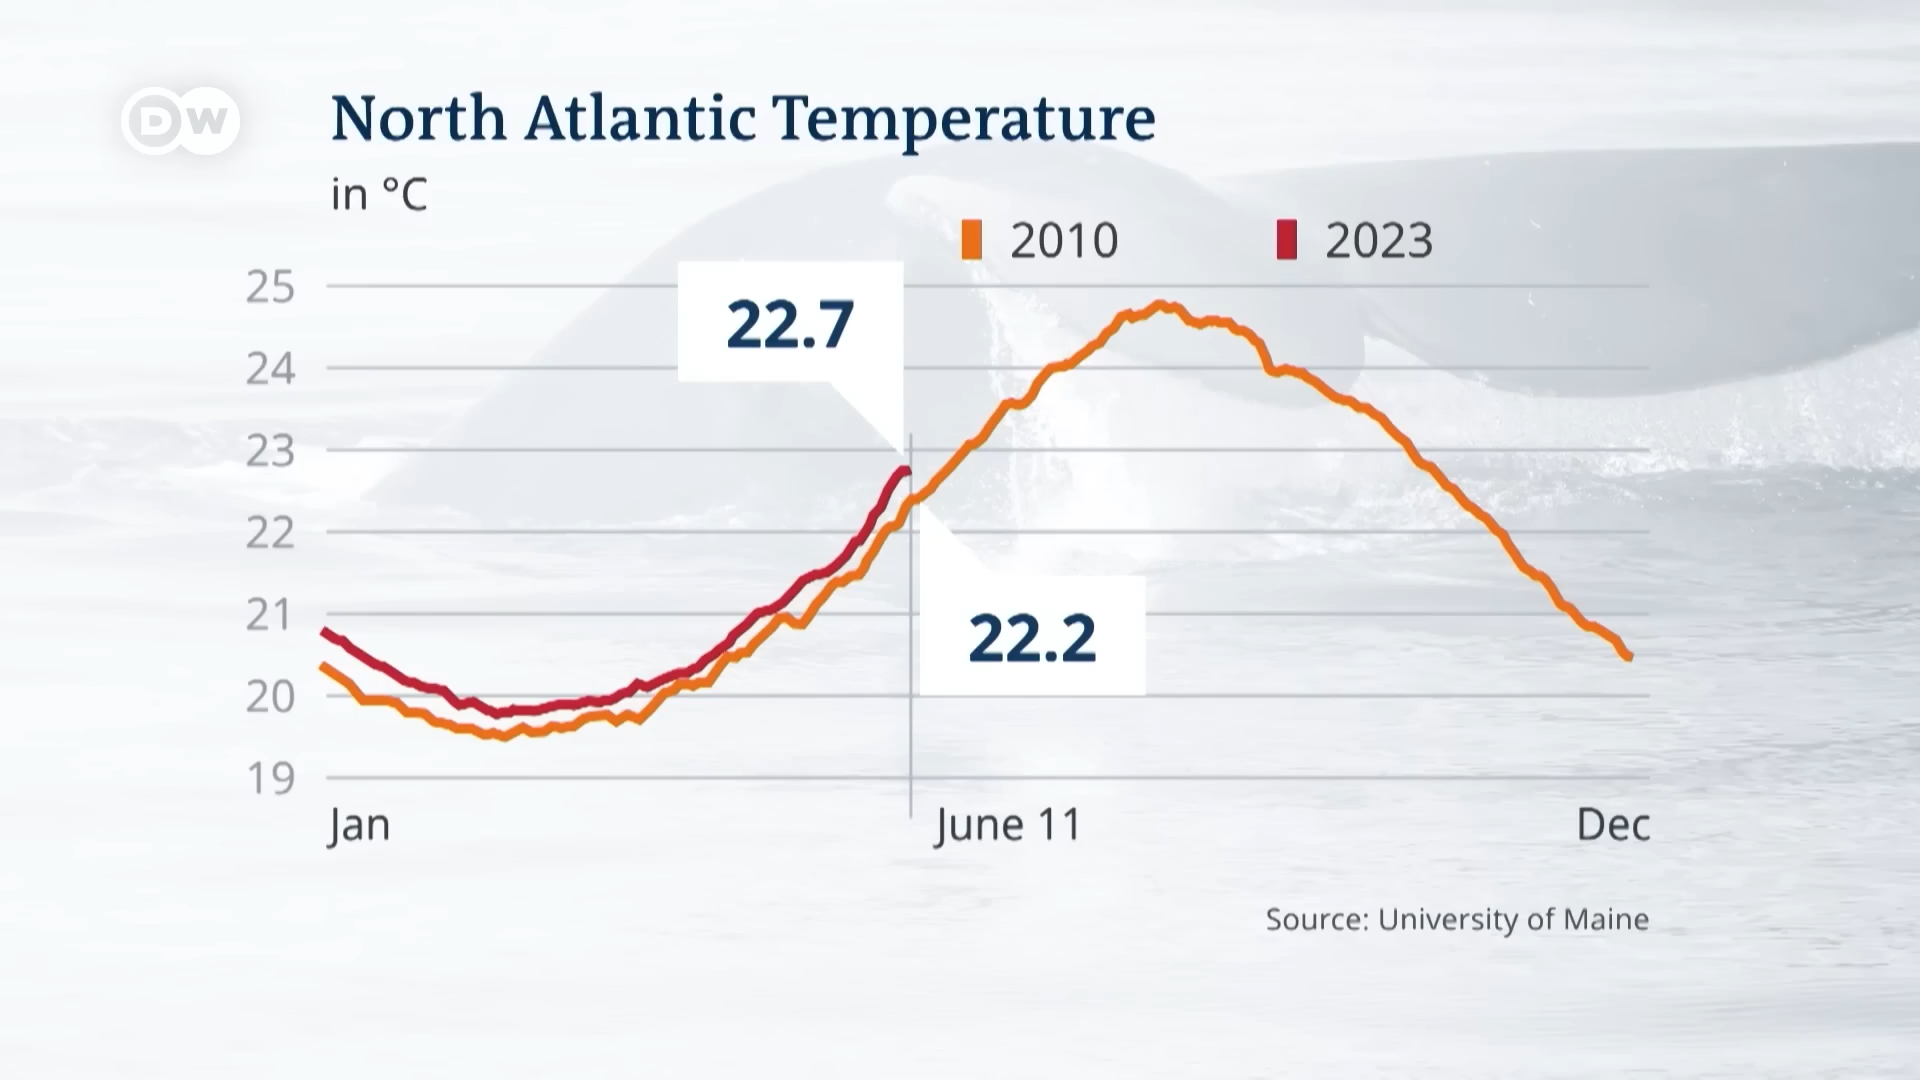 DW
North Atlantic Temperature
in °C
2010
2023
25
22.7
24
23
22
21
22.2
20
19
Jan
June 11
Dec
Source: University of Maine